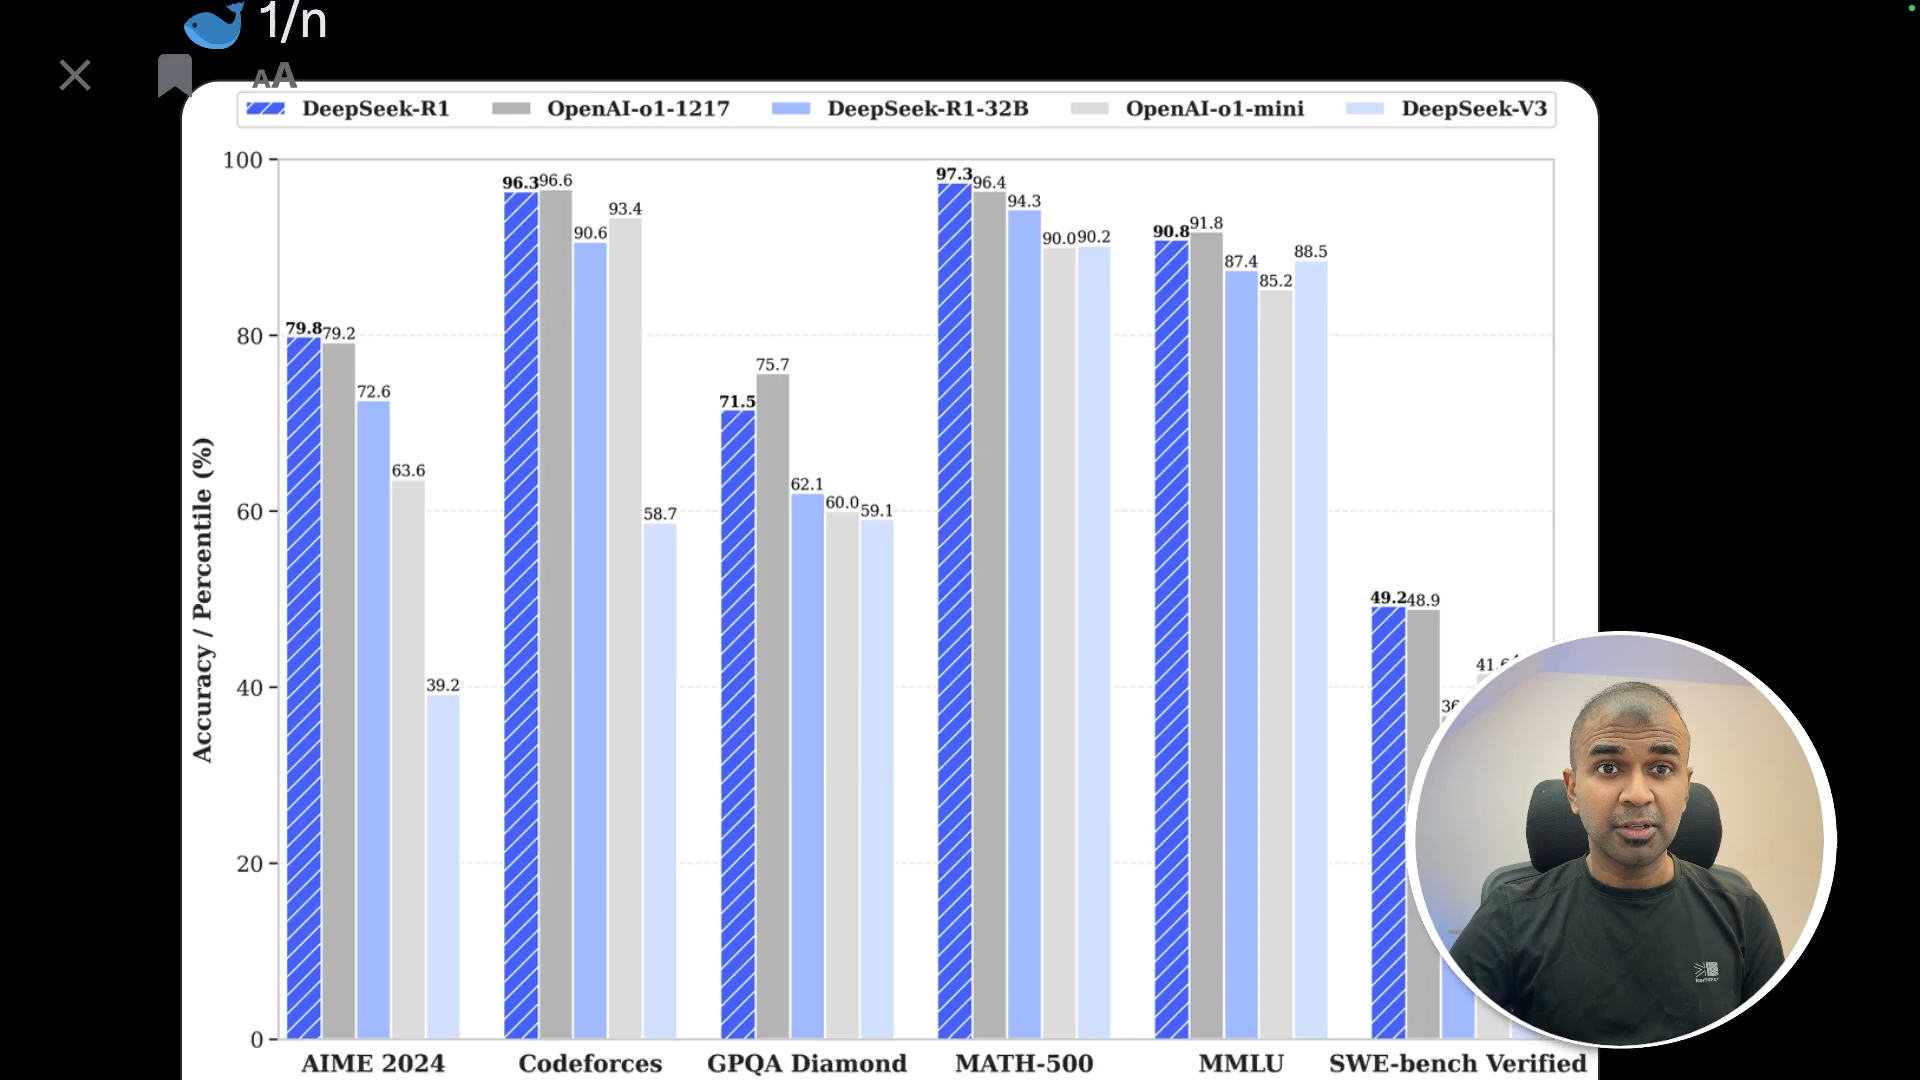 1/n
AA
DeepSeek-R1 OpenAI-o1-1217 DeepSeek-R1-32B OpenAI-o1-mini DeepSeek-V3
Accuracy / Percentile (%)
100
80
60
40
20
0
79.8 79.2 72.6 63.6 39.2
96.3 96.6 90.6 93.4 58.7
71.5 75.7 62.1 60.0 59.1
97.3 96.4 94.3 90.0 90.2
90.8 91.8 87.4 85.2 88.5
49.2 48.9 41.6
AIME 2024 Codeforces GPQA Diamond MATH-500 MMLU SWE-bench Verified